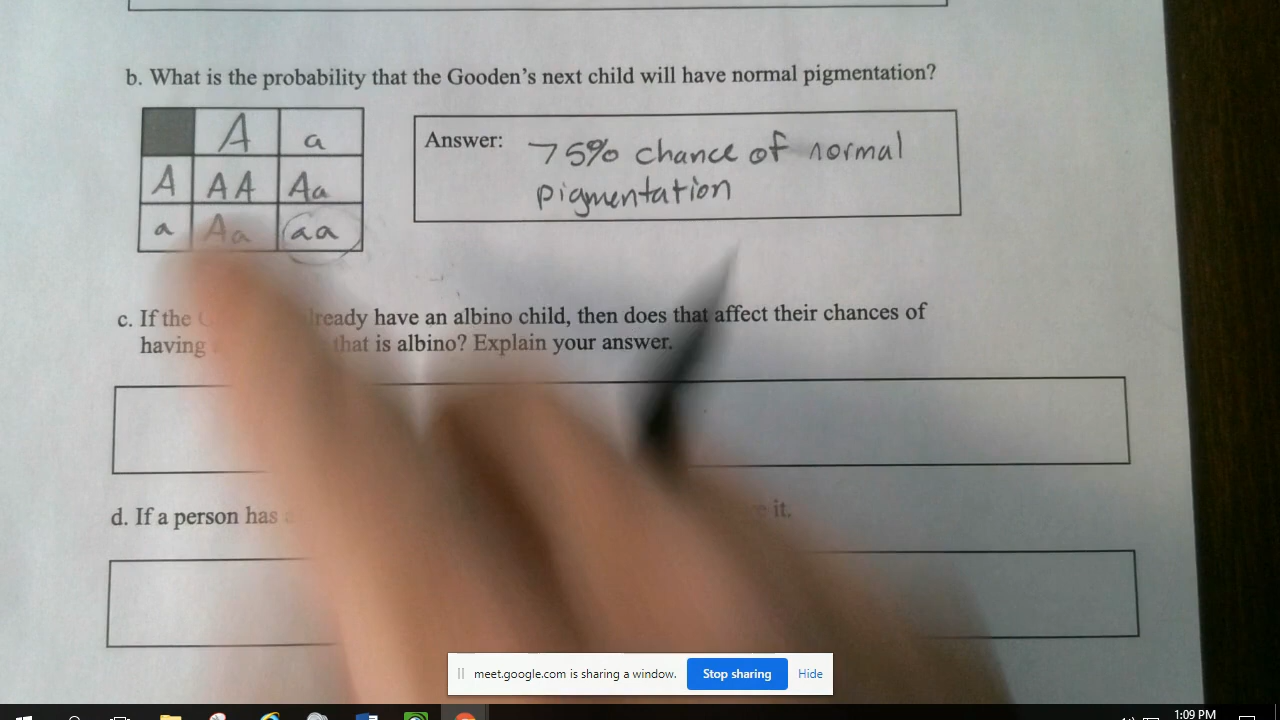 b. What is the probability that the Gooden's next child will have normal pigmentation?
A a
A AA Aa
a Aa aa
Answer: 75% chance of normal
pigmentation
c. If the already have an albino child, then does that affect their chances of
having that is albino? Explain your answer.
d. If a person has it.
meet.google.com is sharing a window. Stop sharing Hide
1:09 PM